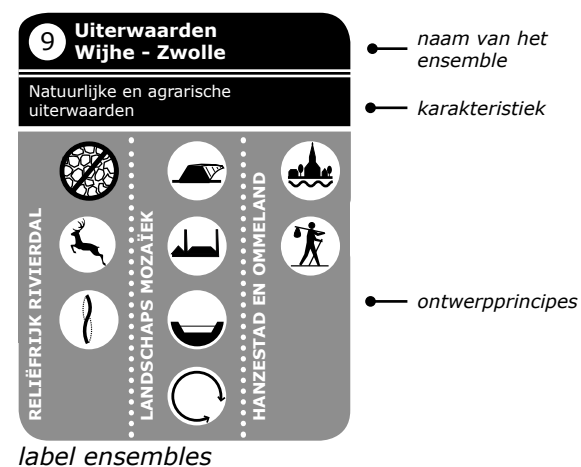 9
Uiterwaarden
Wijhe - Zwolle
Natuurlijke en agrarische
uiterwaarden
RELIËFRIJK RIVIERDAL
LANDSCHAPS MOZAÏEK
HANZESTAD EN OMMELAND
naam van het
ensemble
karakteristiek
ontwerpprincipes
label ensembles